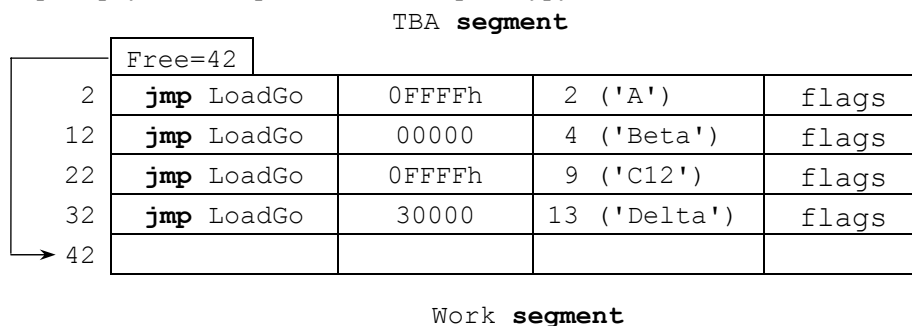 TBA segment
Free=42
2 jmp LoadGo 0FFFFh 2 ('A') flags
12 jmp LoadGo 00000 4 ('Beta') flags
22 jmp LoadGo 0FFFFh 9 ('C12') flags
32 jmp LoadGo 30000 13 ('Delta') flags
42
Work segment